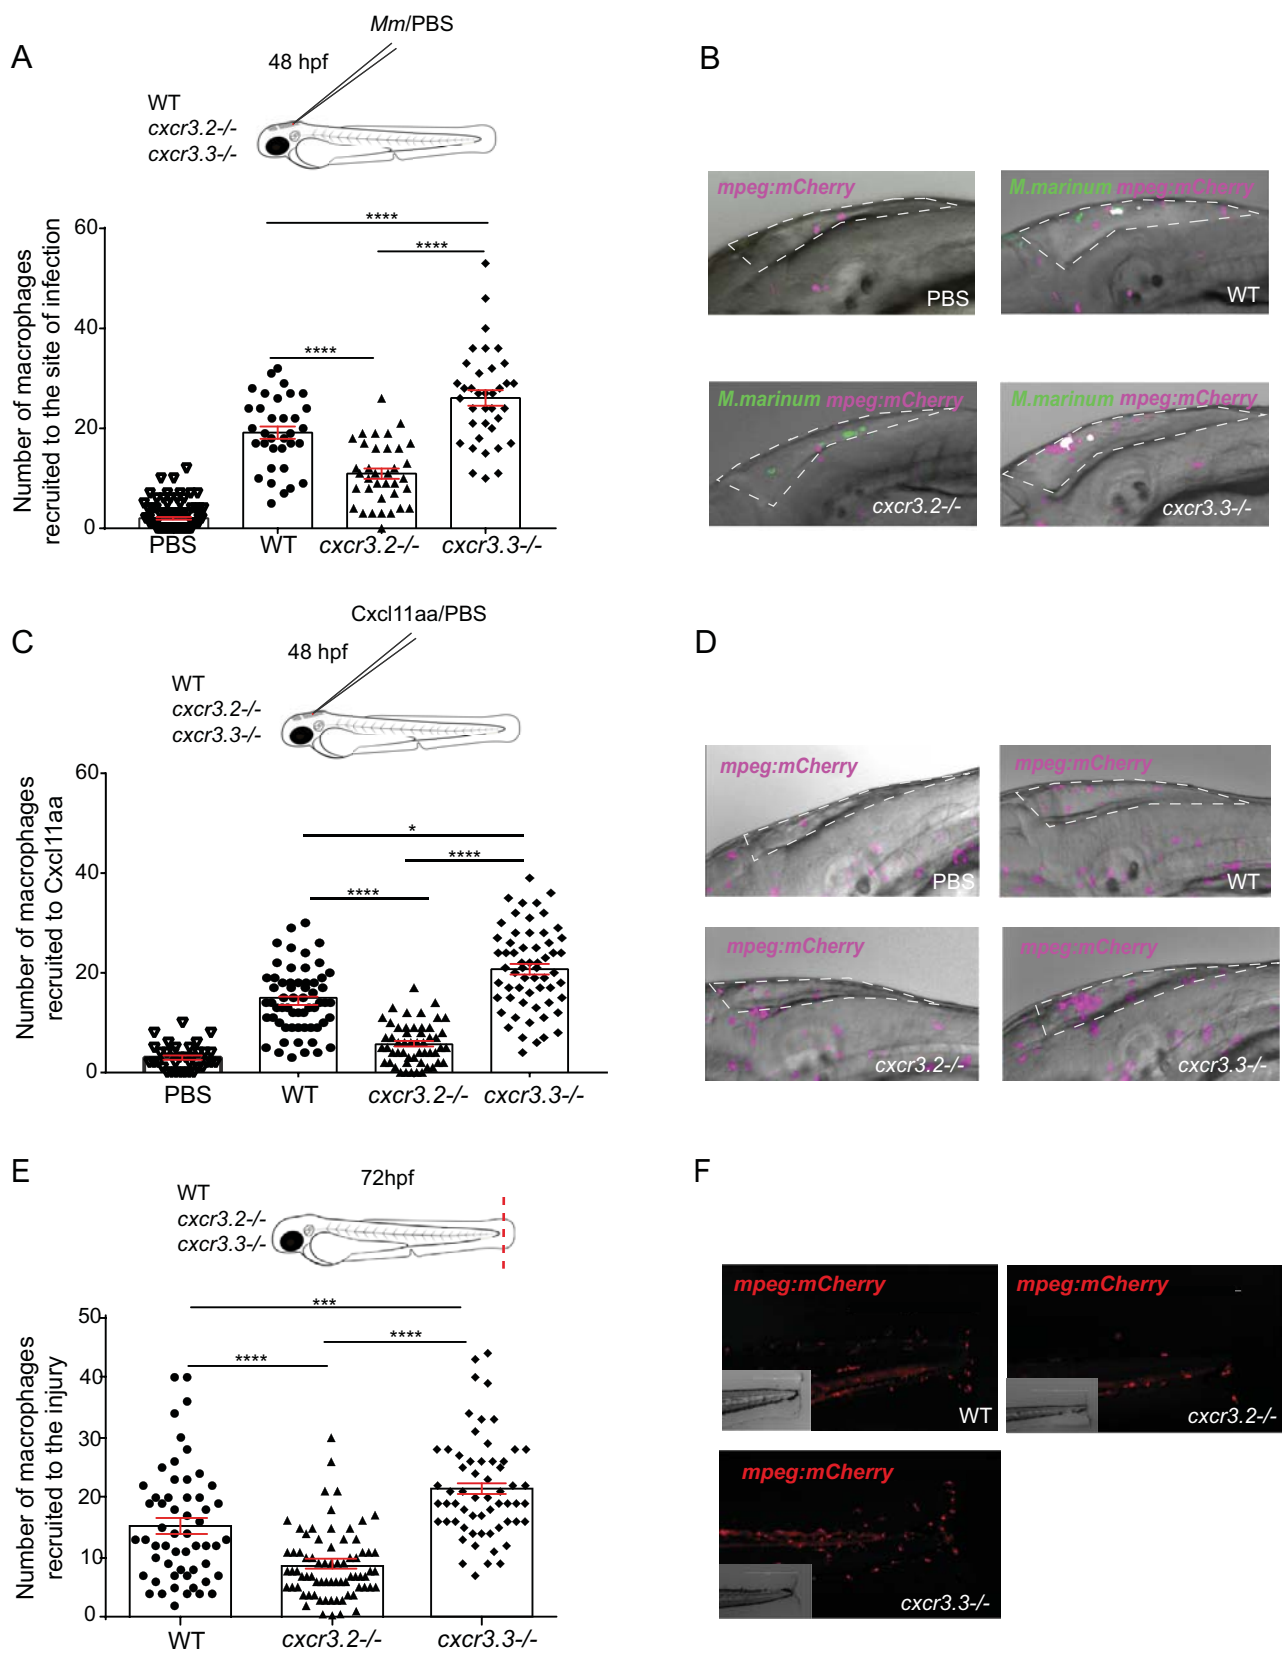 A
Mm/PBS
48 hpf
WT
cxcr3.2-/-
cxcr3.3-/-
Number of macrophages
recruited to the site of infection
60
40
20
0
****
****
****
PBS
WT
cxcr3.2-/-
cxcr3.3-/-
B
mpeg:mCherry
PBS
M.marinum mpeg:mCherry
WT
M.marinum mpeg:mCherry
cxcr3.2-/-
M.marinum mpeg:mCherry
cxcr3.3-/-
C
Cxcl11aa/PBS
48 hpf
WT
cxcr3.2-/-
cxcr3.3-/-
Number of macrophages
recruited to Cxcl11aa
60
40
20
0
*
****
****
PBS
WT
cxcr3.2-/-
cxcr3.3-/-
D
mpeg:mCherry
PBS
mpeg:mCherry
WT
mpeg:mCherry
cxcr3.2-/-
mpeg:mCherry
cxcr3.3-/-
E
72hpf
WT
cxcr3.2-/-
cxcr3.3-/-
Number of macrophages
recruited to the injury
50
40
30
20
10
0
***
****
****
WT
cxcr3.2-/-
cxcr3.3-/-
F
mpeg:mCherry
WT
mpeg:mCherry
cxcr3.2-/-
mpeg:mCherry
cxcr3.3-/-